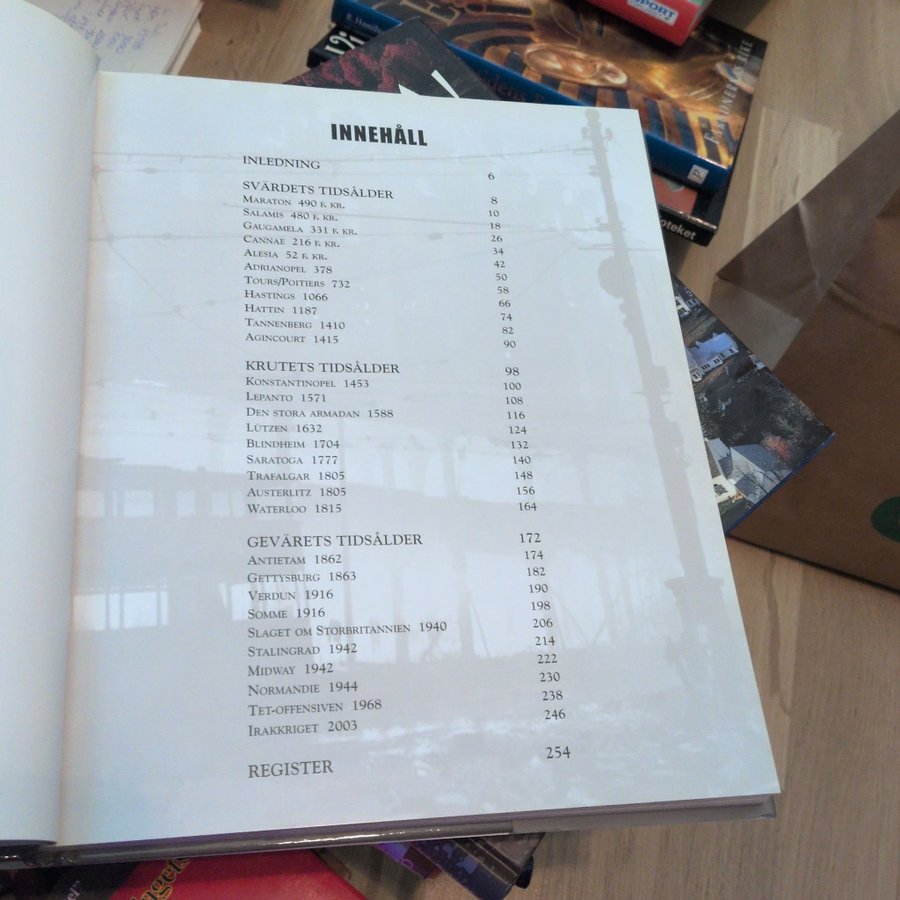 INNEHÅLL
INLEDNING 6
SVÄRDETS TIDSÅLDER 8
MARATON 490 F. KR. 10
SALAMIS 480 F. KR. 18
GAUGAMELA 331 F. KR. 26
CANNAE 216 F. KR. 34
ALESIA 52 F. KR. 42
ADRIANOPEL 378 50
TOURS/POITIERS 732 58
HASTINGS 1066 66
HATTIN 1187 74
TANNENBERG 1410 82
AGINCOURT 1415 90
KRUTETS TIDSÅLDER 98
KONSTANTINOPEL 1453 100
LEPANTO 1571 108
DEN STORA ARMADAN 1588 116
LÜTZEN 1632 124
BLINDHEIM 1704 132
SARATOGA 1777 140
TRAFALGAR 1805 148
AUSTERLITZ 1805 156
WATERLOO 1815 164
GEVÄRETS TIDSÅLDER 172
ANTIETAM 1862 174
GETTYSBURG 1863 182
VERDUN 1916 190
SOMME 1916 198
SLAGET OM STORBRITANNIEN 1940 206
STALINGRAD 1942 214
MIDWAY 1942 222
NORMANDIE 1944 230
TET-OFFENSIVEN 1968 238
IRAKKRIGET 2003 246
REGISTER 254
SPORT